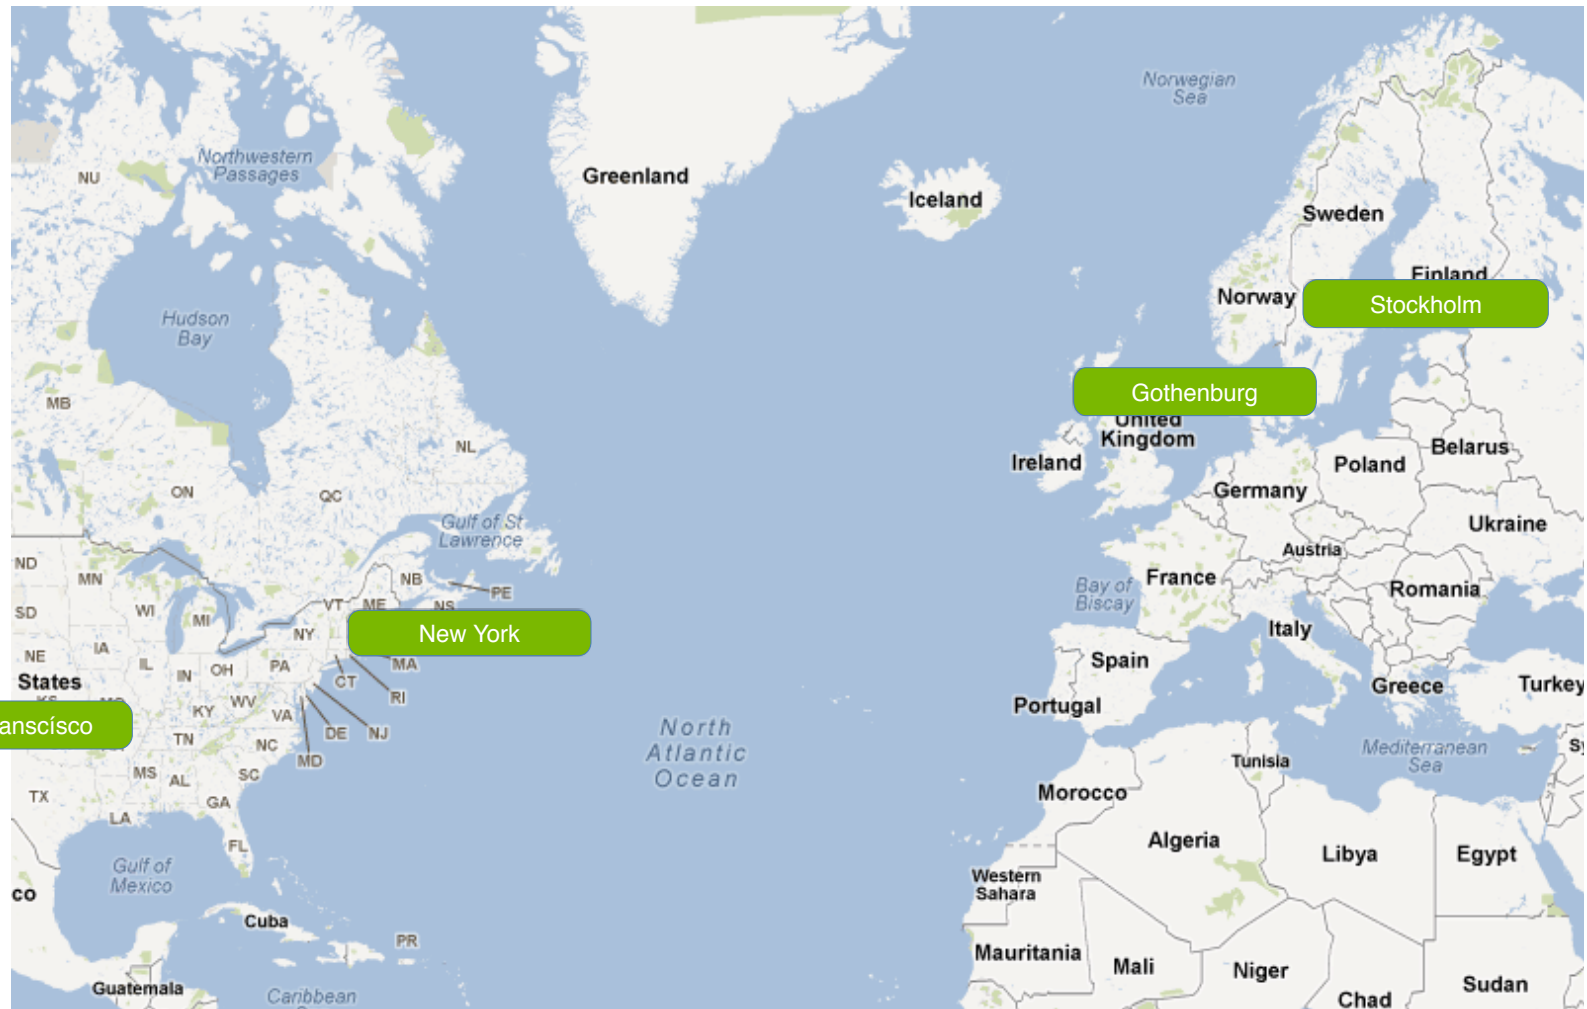 Norwegian
Sea
Northwestern
Passages
NU
Greenland
Iceland
Sweden
Finland
Norway
Stockholm
Hudson
Bay
Gothenburg
MB
United
Kingdom
NL
Ireland
Belarus
Poland
Germany
ON
QC
Gulf of St
Lawrence
Ukraine
Austria
ND
MN
NB
PE
France
Bay of
Biscay
Romania
SD
WI
MI
VT
ME
NS
New York
NY
Italy
NE
IA
IL
IN
OH
PA
MA
CT
RI
Spain
States
KS
Greece
Turkey
Portugal
KY
WV
VA
anscísco
DE
NJ
North
Atlantic
Ocean
TN
NC
MD
Mediterranean
Sea
Sy
Tunisia
MS
AL
SC
TX
GA
LA
Morocco
FL
Algeria
Libya
Egypt
Gulf of
Mexico
Western
Sahara
co
Cuba
PR
Mauritania
Mali
Niger
Sudan
Guatemala
Caribbean
Chad